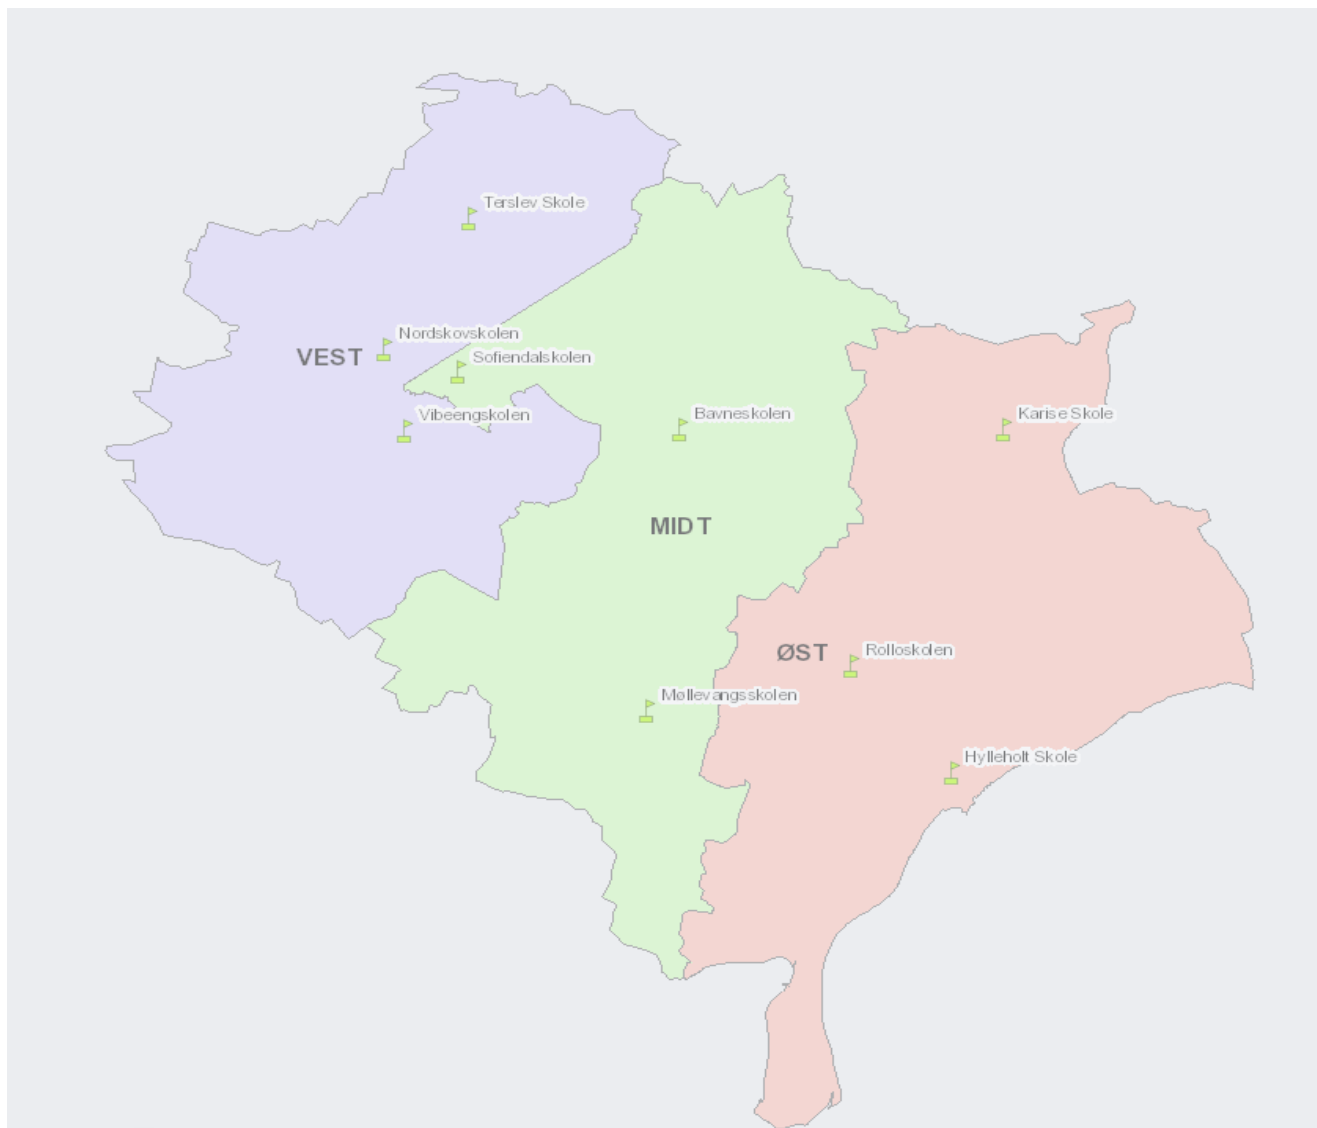 Terslev Skole
Nordskovskolen
VEST
Sofiendalskolen
Vibeengskolen
Bavneskolen
Karise Skole
MIDT
ØST
Rolloskolen
Møllevangsskolen
Hylleholt Skole